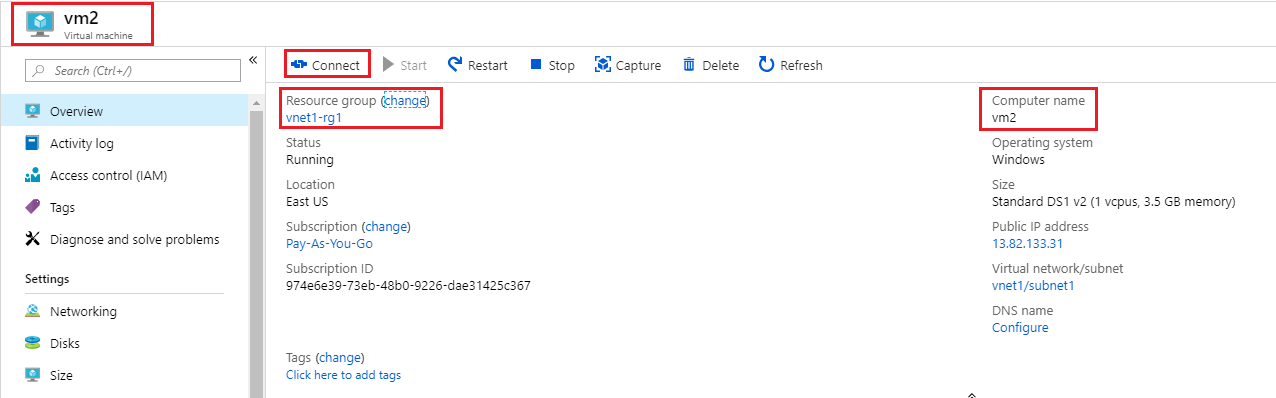 vm2
Virtual machine
Search (Ctrl+/)
«
Overview
Activity log
Access control (IAM)
Tags
Diagnose and solve problems
Settings
Networking
Disks
Size
Connect Start Restart Stop Capture Delete Refresh
Resource group (change)
vnet1-rg1
Status
Running
Location
East US
Subscription (change)
Pay-As-You-Go
Subscription ID
974e6e39-73eb-48b0-9226-dae31425c367
Tags (change)
Click here to add tags
Computer name
vm2
Operating system
Windows
Size
Standard DS1 v2 (1 vcpus, 3.5 GB memory)
Public IP address
13.82.133.31
Virtual network/subnet
vnet1/subnet1
DNS name
Configure